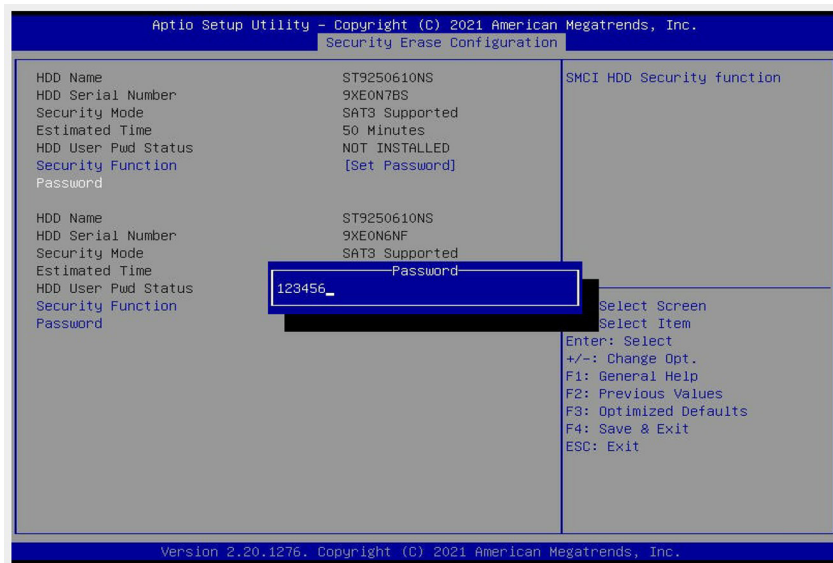 Aptio Setup Utility – Copyright (C) 2021 American Megatrends, Inc.
Security Erase Configuration
HDD Name ST9250610NS
HDD Serial Number 9XE0N7BS
Security Mode SAT3 Supported
Estimated Time 50 Minutes
HDD User Pwd Status NOT INSTALLED
Security Function [Set Password]
Password
HDD Name ST9250610NS
HDD Serial Number 9XE0N6NF
Security Mode SAT3 Supported
Estimated Time
HDD User Pwd Status
Security Function
Password
Password
123456_
SMCI HDD Security function
Select Screen
Select Item
Enter: Select
+/-: Change Opt.
F1: General Help
F2: Previous Values
F3: Optimized Defaults
F4: Save & Exit
ESC: Exit
Version 2.20.1276. Copyright (C) 2021 American Megatrends, Inc.